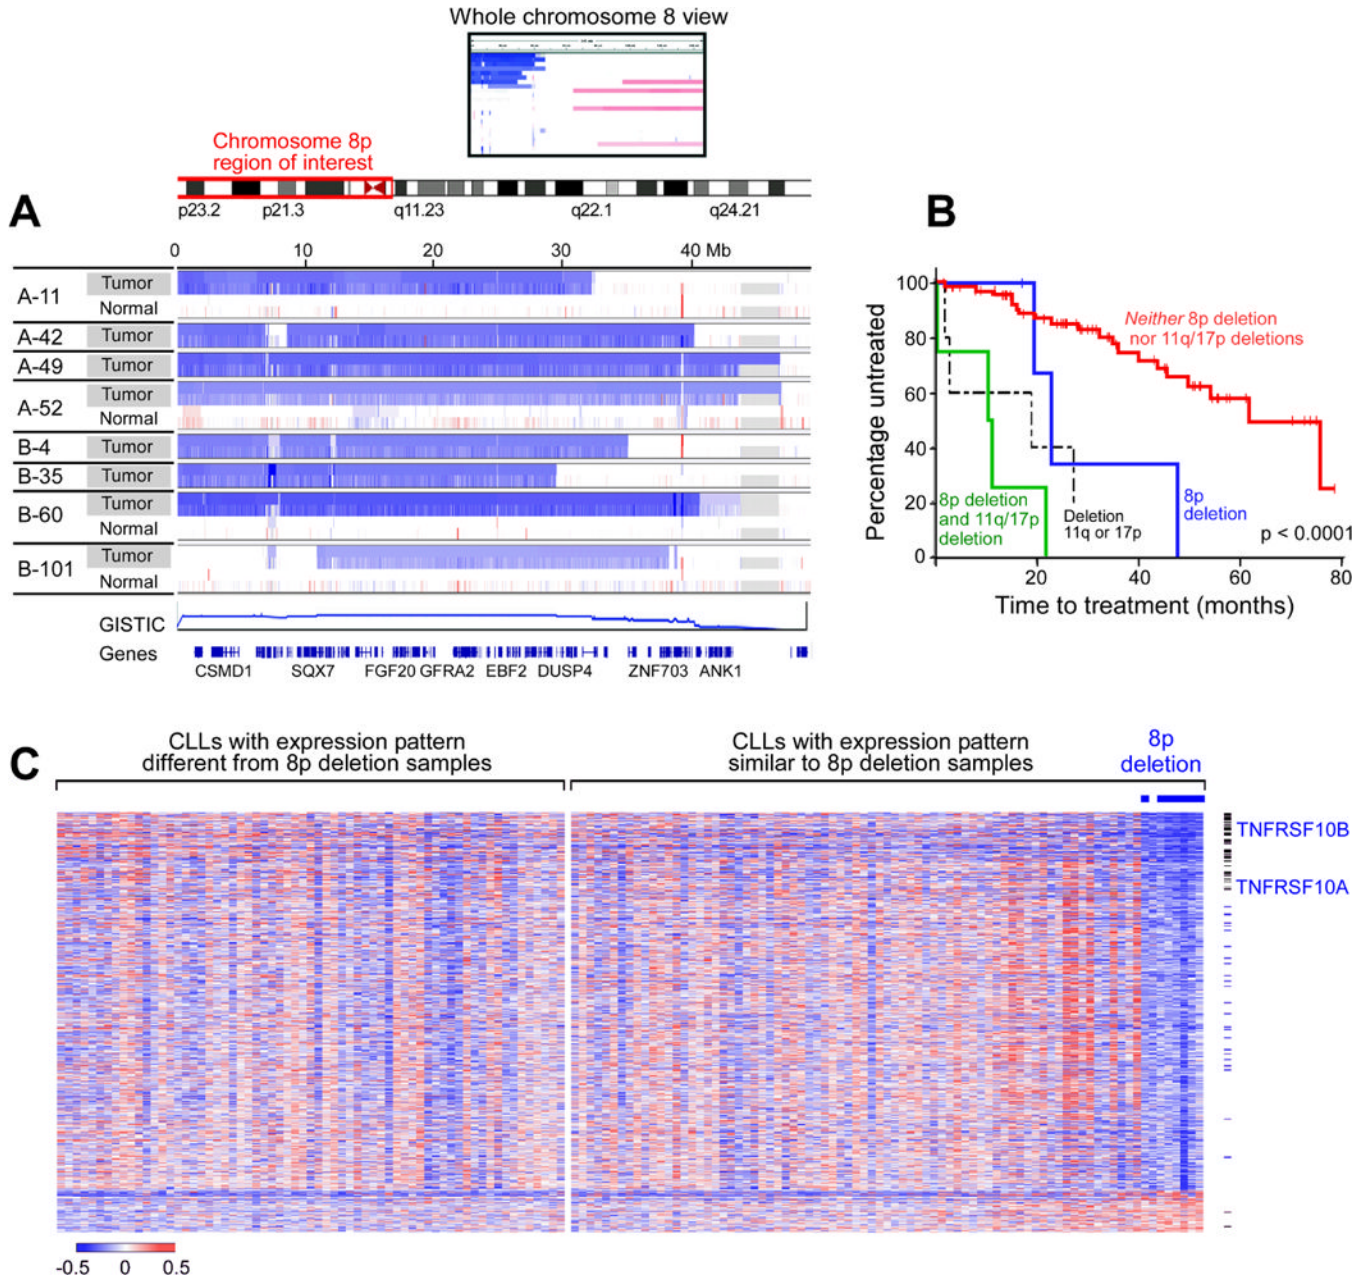 Whole chromosome 8 view
Chromosome 8p
region of interest
p23.2 p21.3 q11.23 q22.1 q24.21
A
0 10 20 30 40 Mb
A-11 Tumor
Normal
A-42 Tumor
A-49 Tumor
A-52 Tumor
Normal
B-4 Tumor
B-35 Tumor
B-60 Tumor
Normal
B-101 Tumor
Normal
GISTIC
Genes
CSMD1 SQX7 FGF20 GFRA2 EBF2 DUSP4 ZNF703 ANK1
B
Percentage untreated
100
80
60
40
20
0
Neither 8p deletion
nor 11q/17p deletions
8p deletion
and 11q/17p
deletion
Deletion
11q or 17p
8p
deletion
p < 0.0001
20 40 60 80
Time to treatment (months)
C
CLLs with expression pattern
different from 8p deletion samples
CLLs with expression pattern
similar to 8p deletion samples
8p
deletion
TNFRSF10B
TNFRSF10A
-0.5 0 0.5